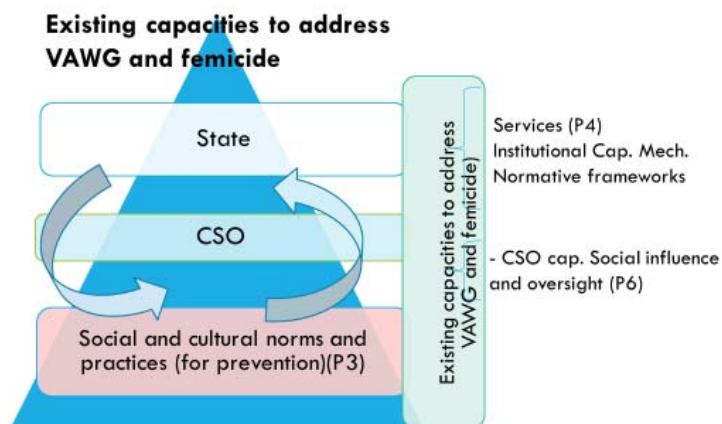 Existing capacities to address
VAWG and femicide
State
CSO
Social and cultural norms and
practices (for prevention)(P3)
Existing capacities to address
VAWG and femicide)
Services (P4)
Institutional Cap. Mech.
Normative frameworks
- CSO cap. Social influence
and oversight (P6)